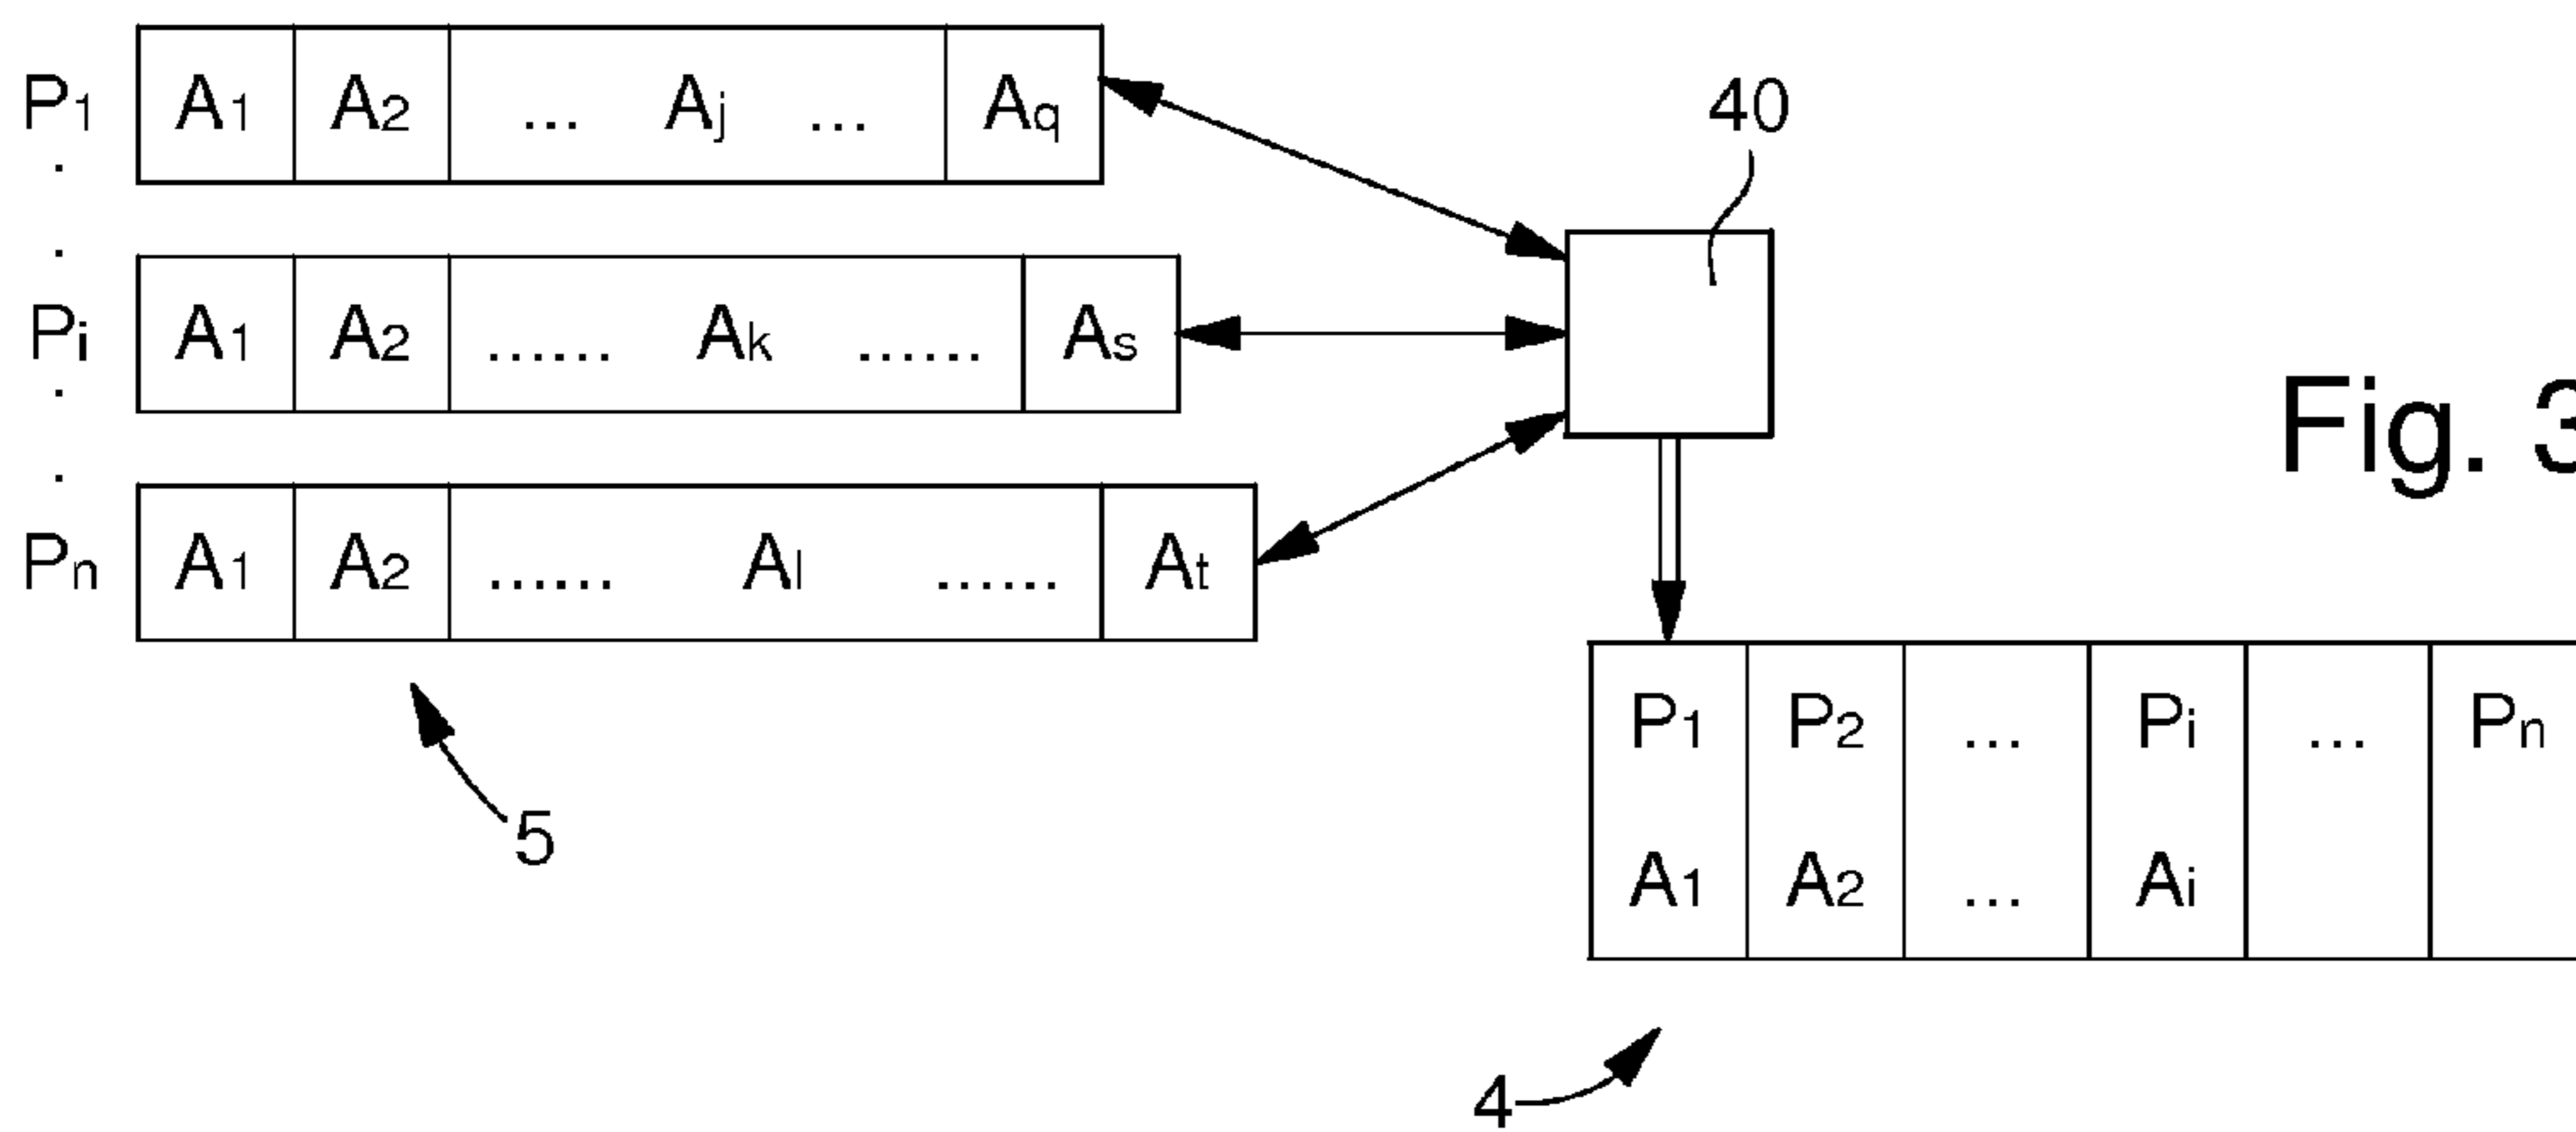 P1 A1 A2 ... Aj ... Aq
40
.
.
Pi A1 A2 ...... Ak ...... As
.
Fig. 3
.
Pn A1 A2 ...... Al ...... At
P1 P2 ... Pi ... Pn
5
A1 A2 ... Ai
4